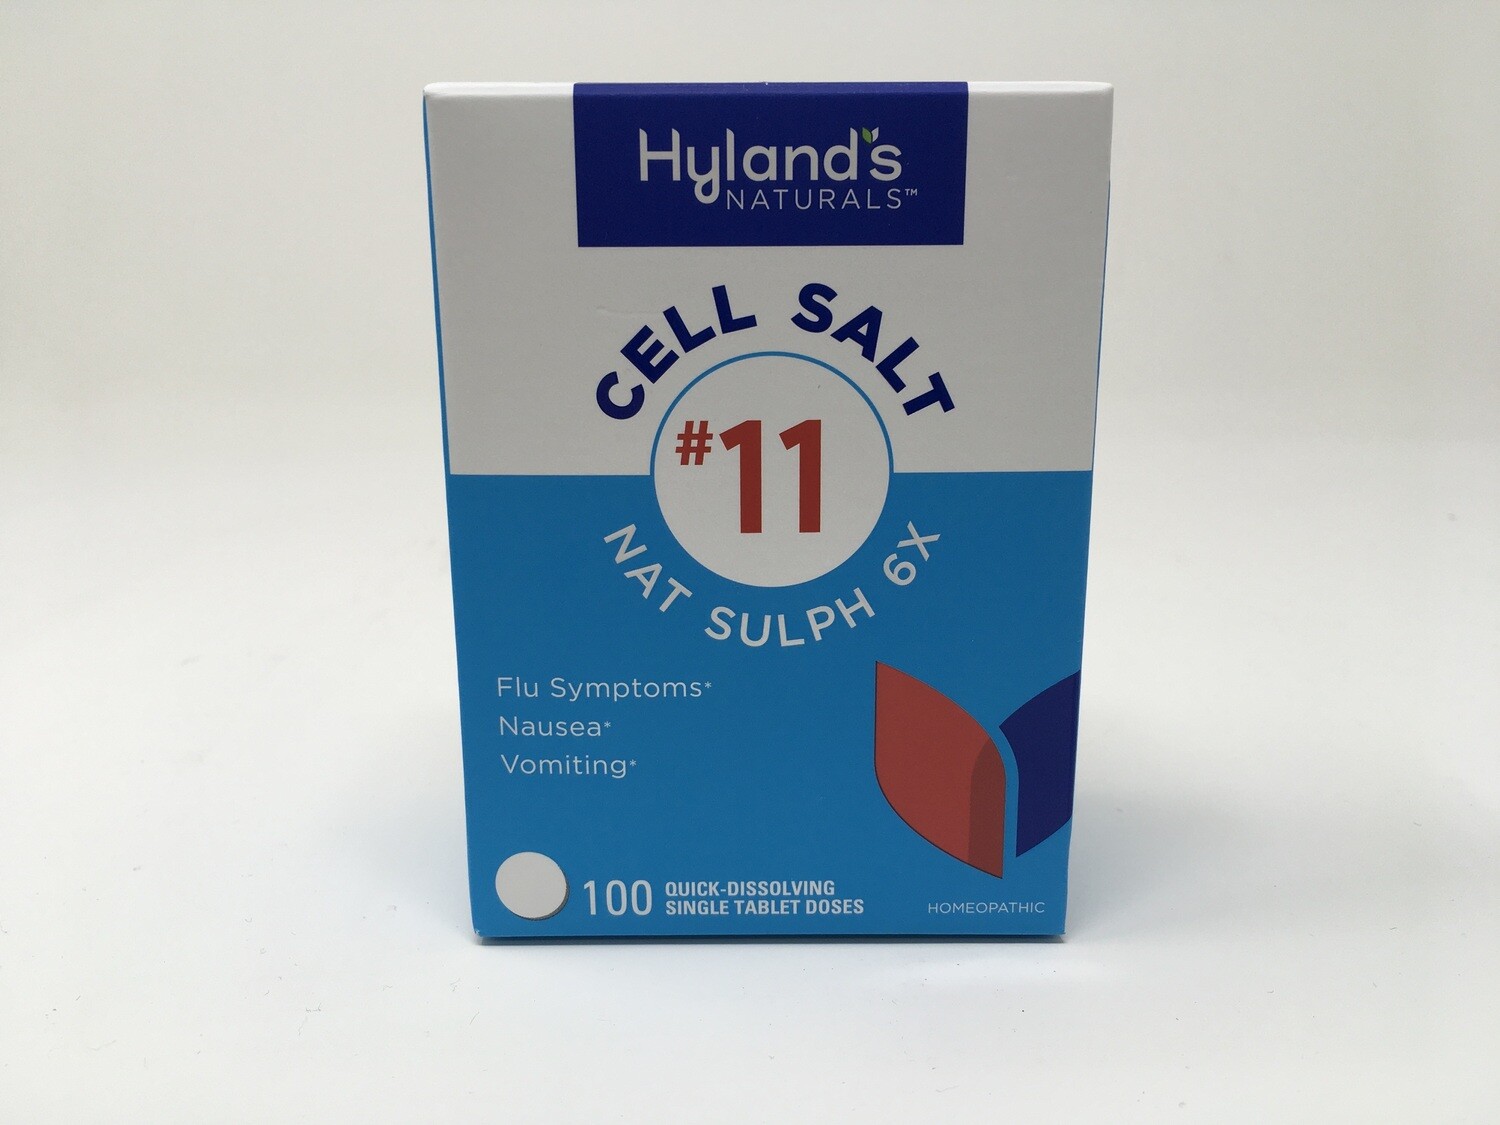 Hyland's
NATURALS™
CELL SALT
#11
NAT SULPH 6X
Flu Symptoms*
Nausea*
Vomiting*
100 QUICK-DISSOLVING
SINGLE TABLET DOSES
HOMEOPATHIC